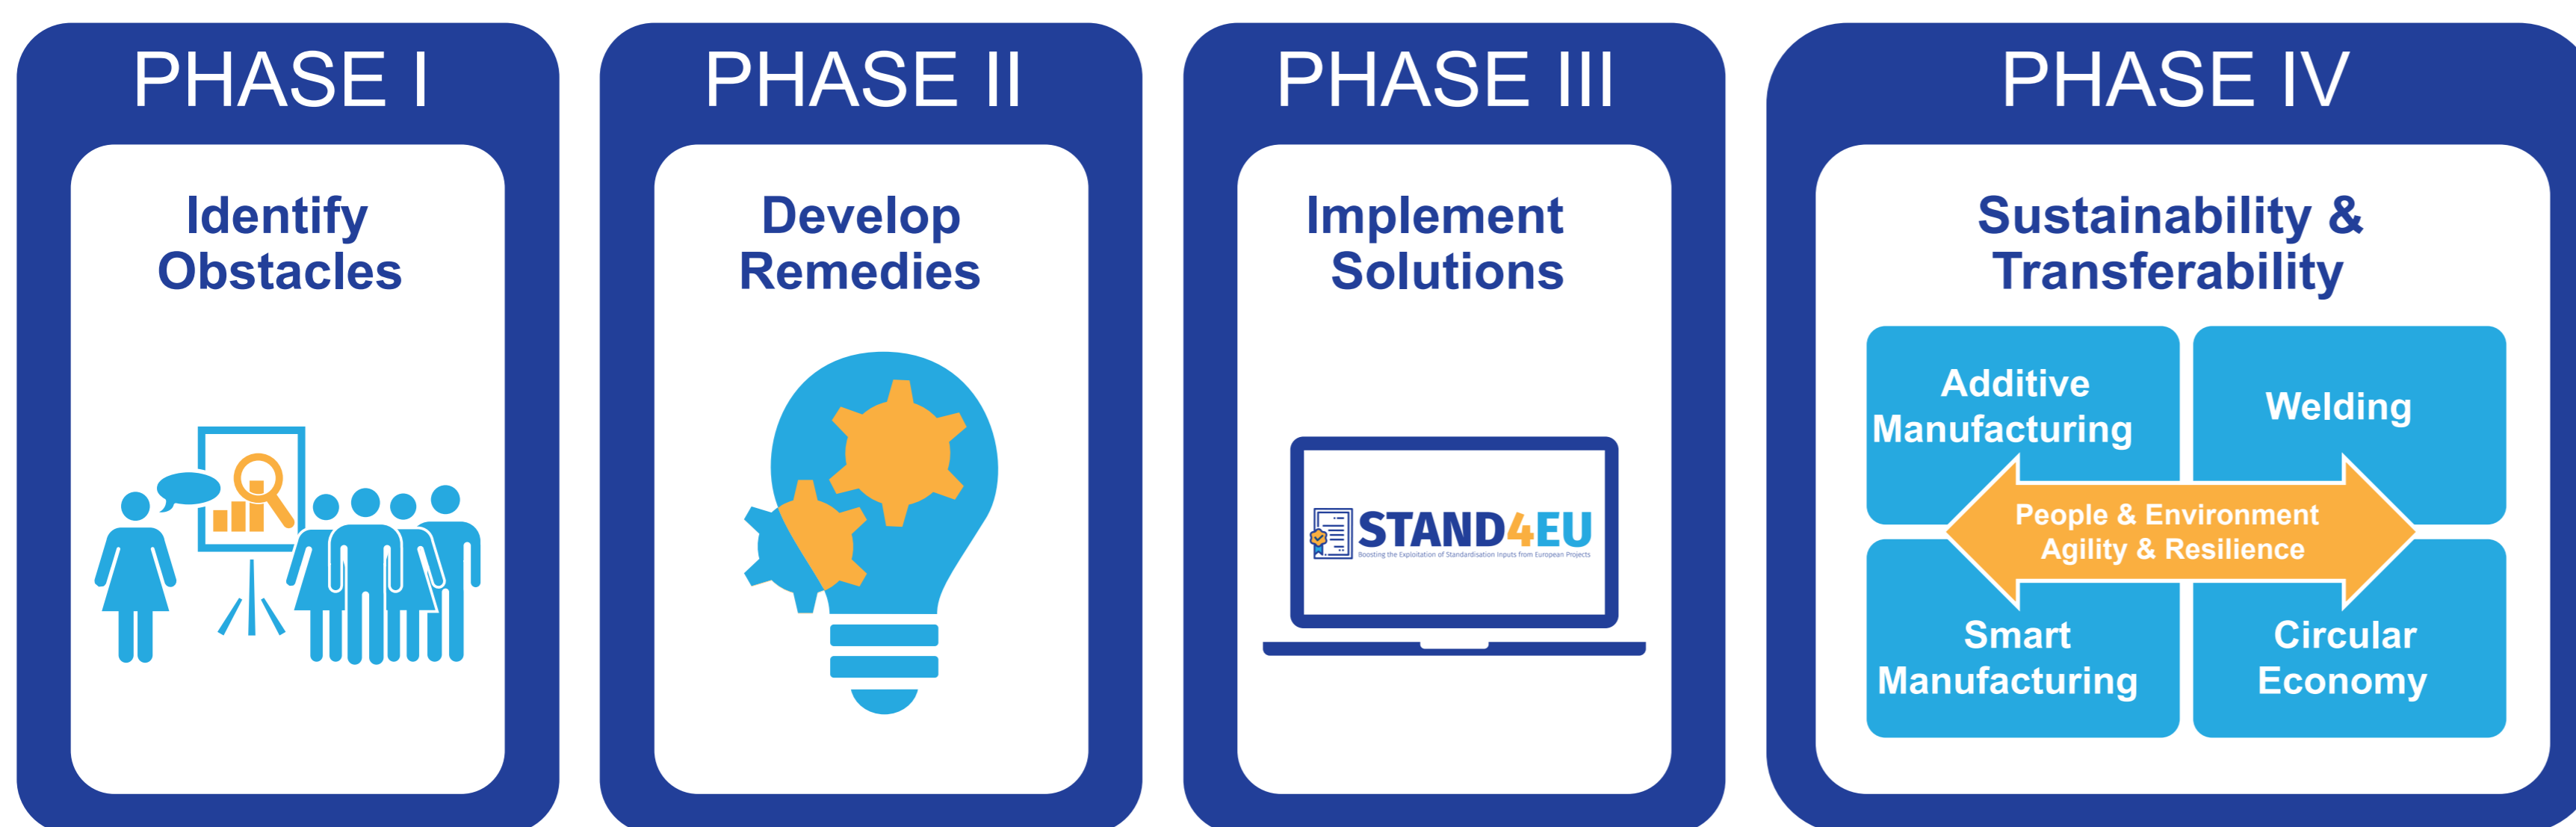 PHASE I
Identify
Obstacles
PHASE II
Develop
Remedies
PHASE III
Implement
Solutions
STAND4EU
Boosting the Exploitation of Standardisation Inputs from European Projects
PHASE IV
Sustainability &
Transferability
Additive
Manufacturing
Welding
People & Environment
Agility & Resilience
Smart
Manufacturing
Circular
Economy